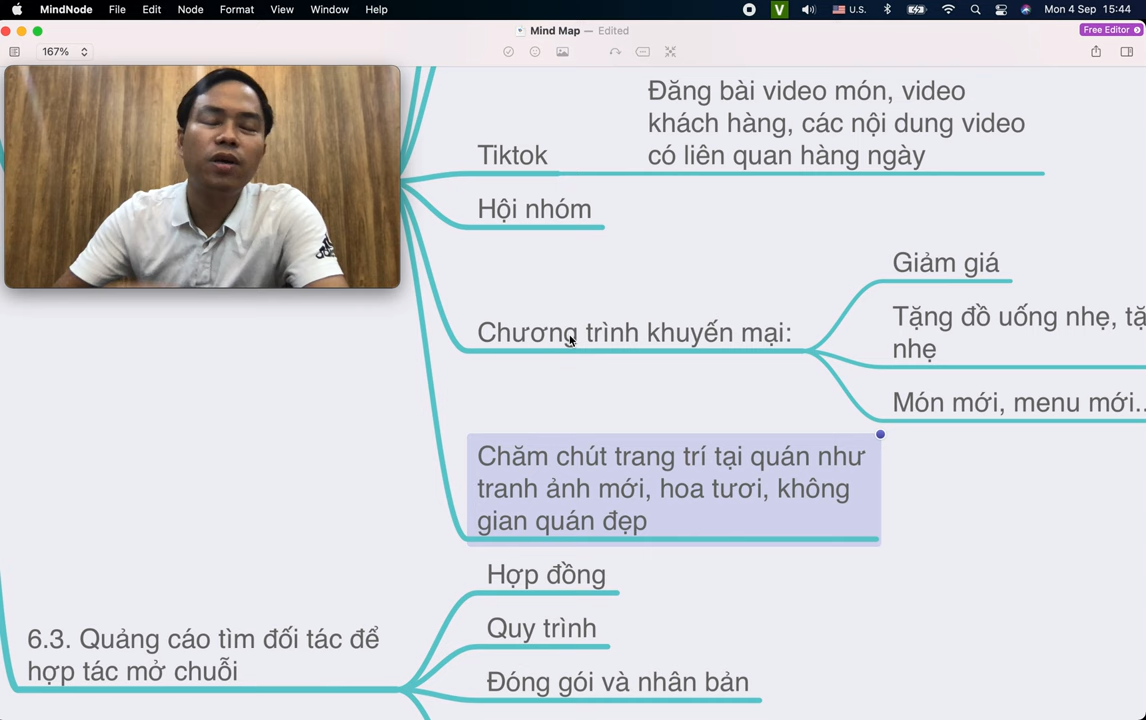 MindNode File Edit Node Format View Window Help
V U.S. Mon 4 Sep 15:44
Mind Map — Edited
Free Editor
167%
Đăng bài video món, video
khách hàng, các nội dung video
có liên quan hàng ngày
Tiktok
Hội nhóm
Giảm giá
Chương trình khuyến mại:
Tặng đồ uống nhẹ, tặ
nhẹ
Món mới, menu mới..
Chăm chút trang trí tại quán như
tranh ảnh mới, hoa tươi, không
gian quán đẹp
Hợp đồng
Quy trình
Đóng gói và nhân bản
6.3. Quảng cáo tìm đối tác để
hợp tác mở chuỗi